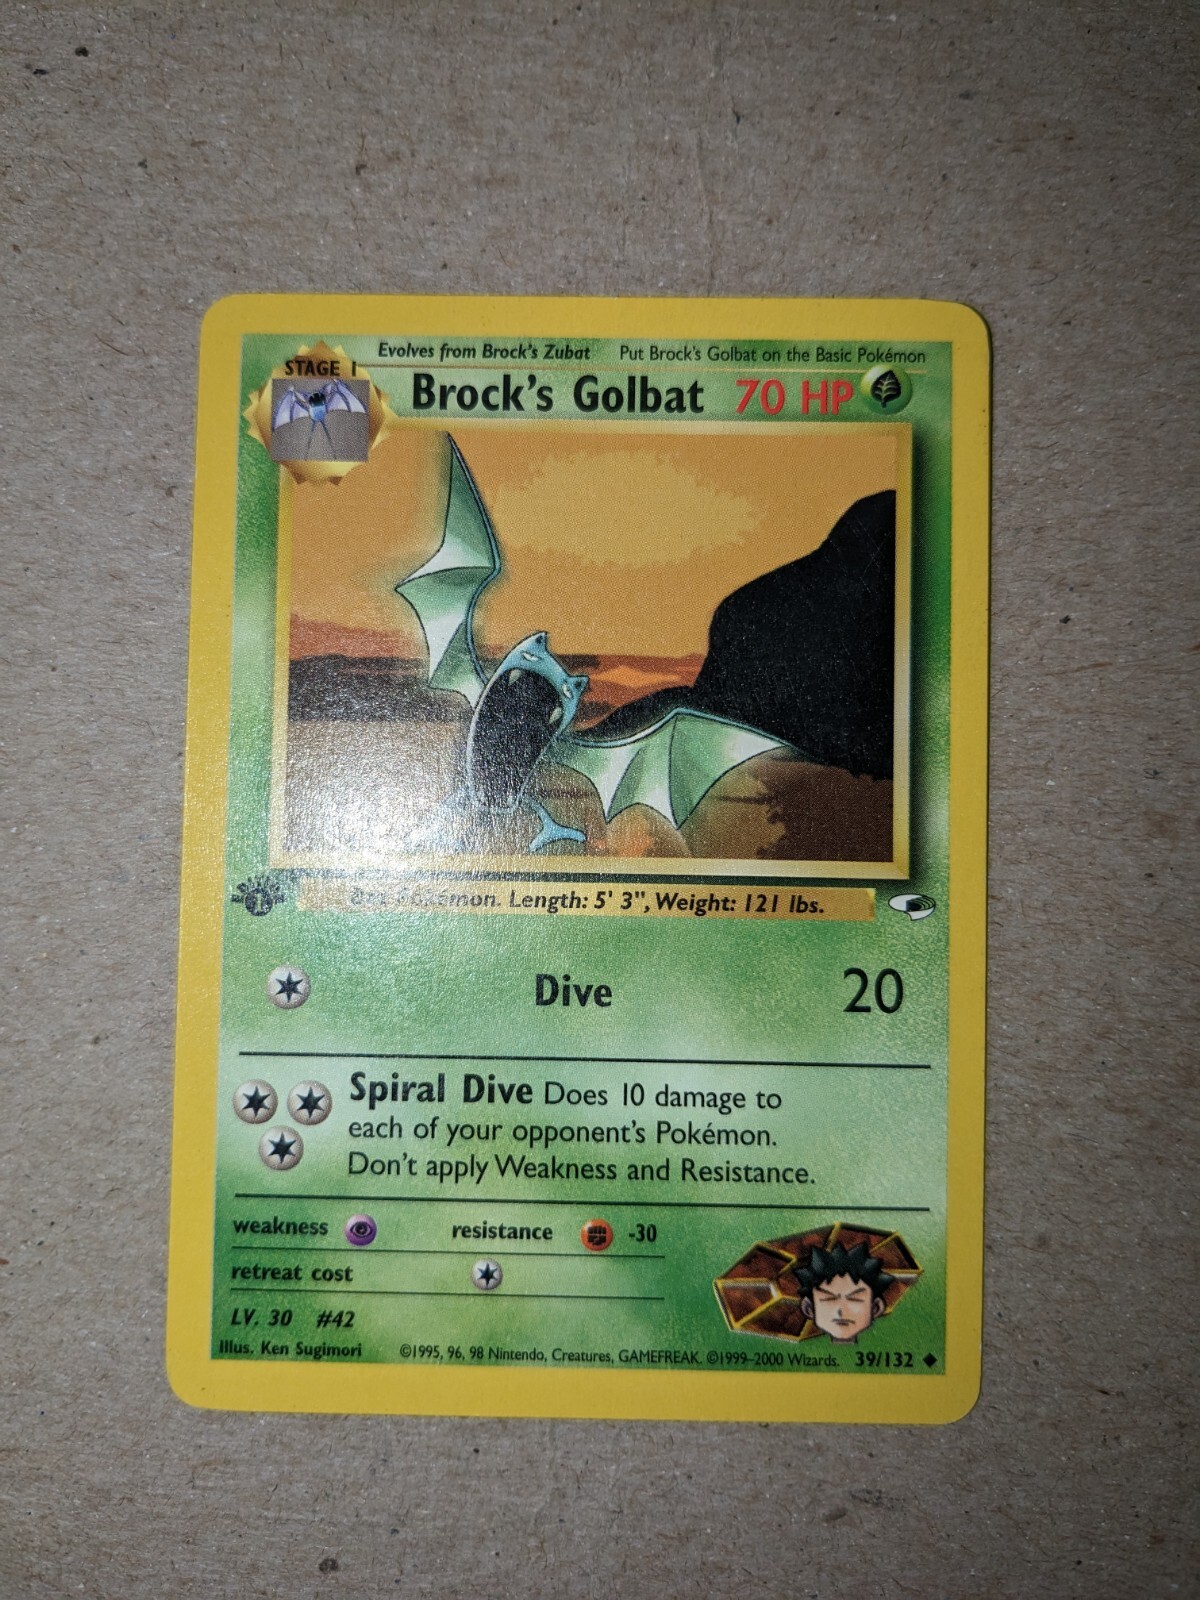 STAGE 1
Evolves from Brock's Zubat Put Brock's Golbat on the Basic Pokémon
Brock's Golbat 70 HP
Bat Pokémon. Length: 5' 3", Weight: 121 lbs.
Dive 20
Spiral Dive Does 10 damage to
each of your opponent's Pokémon.
Don't apply Weakness and Resistance.
weakness resistance -30
retreat cost
LV. 30 #42
Illus. Ken Sugimori ©1995, 96, 98 Nintendo, Creatures, GAMEFREAK. ©1999–2000 Wizards. 39/132